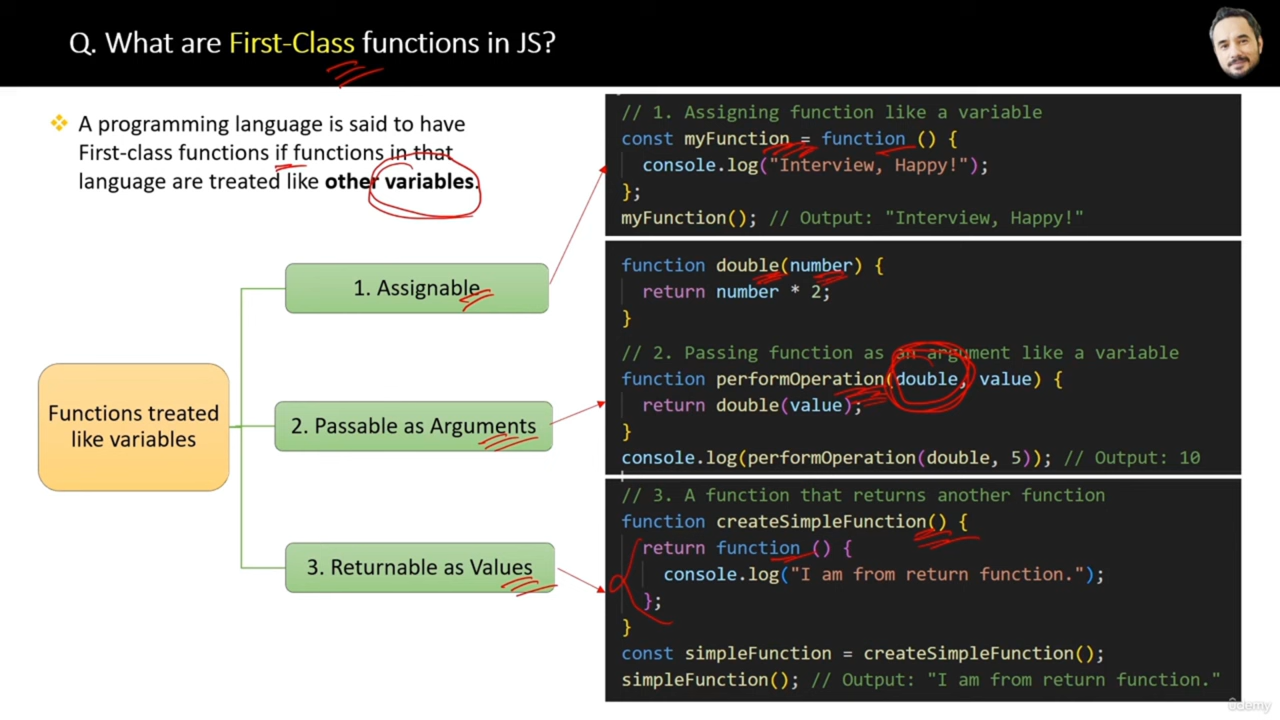 Q. What are First-Class functions in JS?
A programming language is said to have
First-class functions if functions in that
language are treated like other variables.
Functions treated
like variables
1. Assignable
2. Passable as Arguments
3. Returnable as Values
// 1. Assigning function like a variable
const myFunction = function () {
console.log("Interview, Happy!");
};
myFunction(); // Output: "Interview, Happy!"
function double(number) {
return number * 2;
}
// 2. Passing function as an argument like a variable
function performOperation(double, value) {
return double(value);
}
console.log(performOperation(double, 5)); // Output: 10
// 3. A function that returns another function
function createSimpleFunction() {
return function () {
console.log("I am from return function.");
};
}
const simpleFunction = createSimpleFunction();
simpleFunction(); // Output: "I am from return function."
Udemy